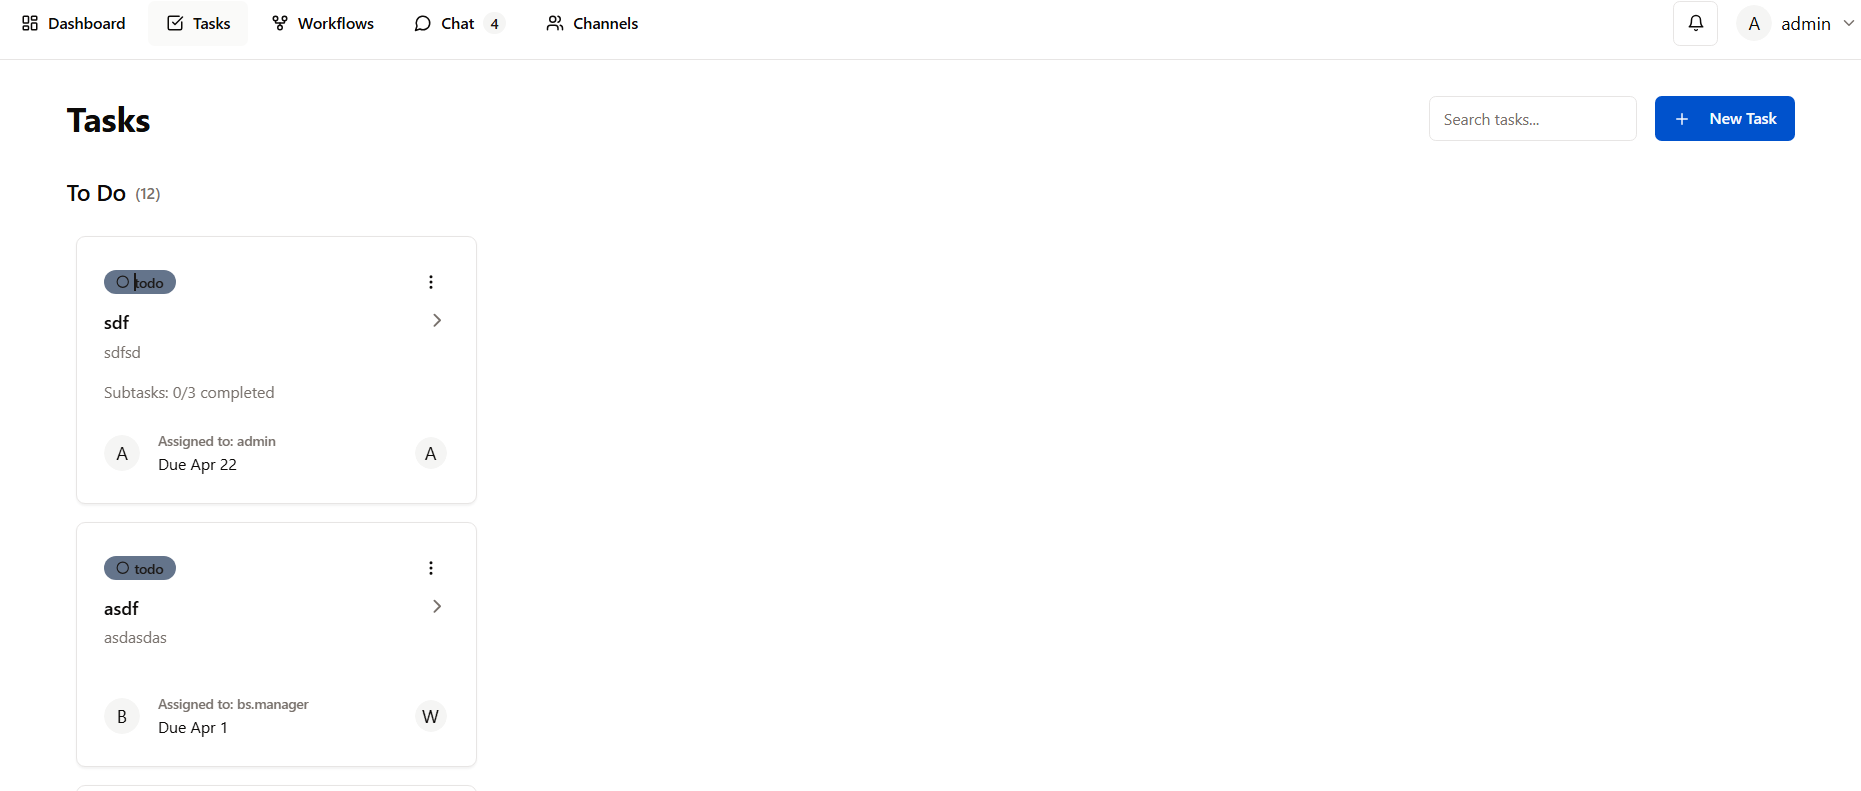 Dashboard Tasks Workflows Chat 4 Channels A admin
Tasks
Search tasks...
New Task
To Do (12)
todo
sdf
sdfsd
Subtasks: 0/3 completed
A Assigned to: admin A
Due Apr 22
todo
asdf
asdasdas
B Assigned to: bs.manager W
Due Apr 1